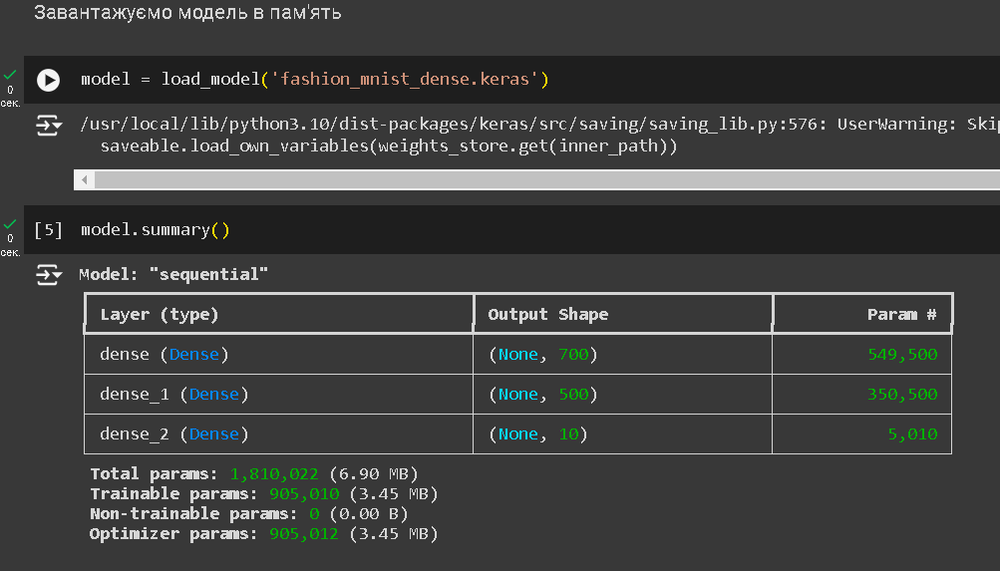 Завантажуємо модель в пам'ять
0
сек.
model = load_model('fashion_mnist_dense.keras')
/usr/local/lib/python3.10/dist-packages/keras/src/saving/saving_lib.py:576: UserWarning: Skip
saveable.load_own_variables(weights_store.get(inner_path))
0
сек.
[5] model.summary()
Model: "sequential"
Layer (type) Output Shape Param #
dense (Dense) (None, 700) 549,500
dense_1 (Dense) (None, 500) 350,500
dense_2 (Dense) (None, 10) 5,010
Total params: 1,810,022 (6.90 MB)
Trainable params: 905,010 (3.45 MB)
Non-trainable params: 0 (0.00 B)
Optimizer params: 905,012 (3.45 MB)